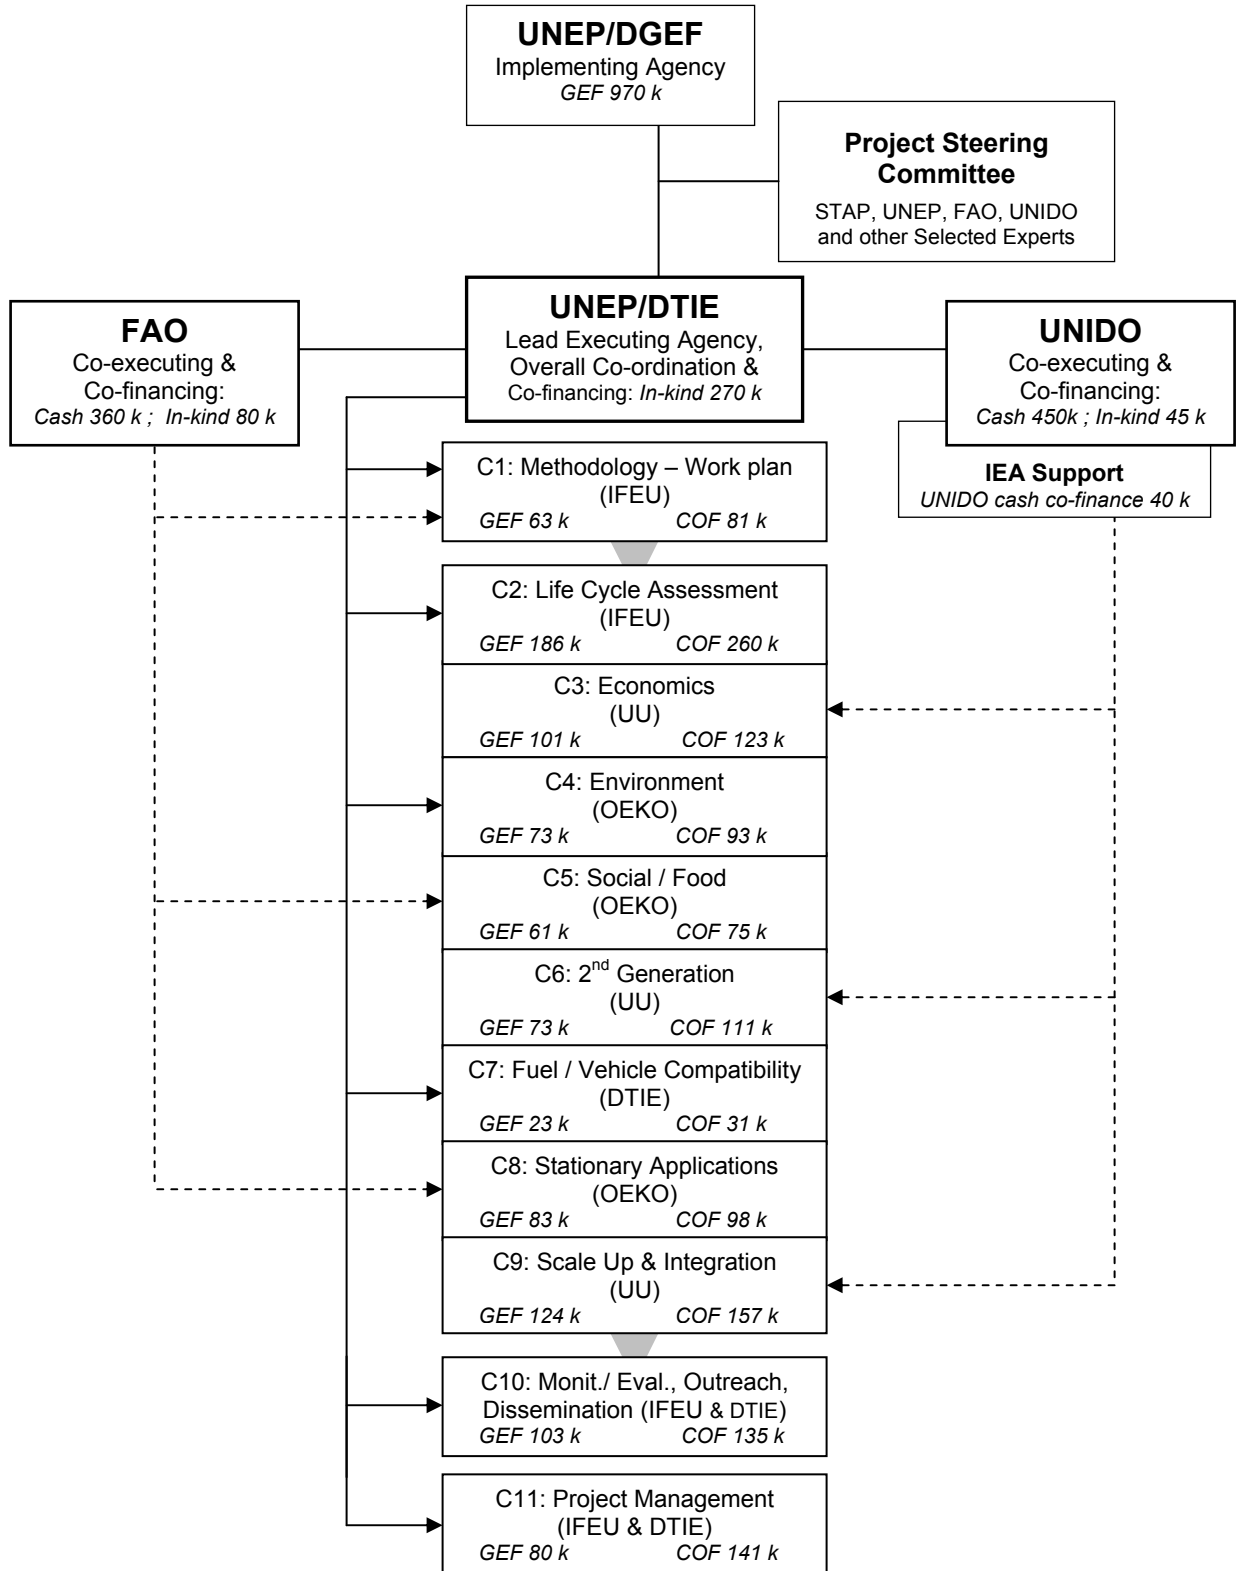 UNEP/DGEF
Implementing Agency
GEF 970 k
Project Steering
Committee
STAP, UNEP, FAO, UNIDO
and other Selected Experts
FAO
Co-executing &
Co-financing:
Cash 360 k ; In-kind 80 k
UNEP/DTIE
Lead Executing Agency,
Overall Co-ordination &
Co-financing: In-kind 270 k
UNIDO
Co-executing &
Co-financing:
Cash 450k ; In-kind 45 k
IEA Support
UNIDO cash co-finance 40 k
C1: Methodology – Work plan
(IFEU)
GEF 63 k COF 81 k
C2: Life Cycle Assessment
(IFEU)
GEF 186 k COF 260 k
C3: Economics
(UU)
GEF 101 k COF 123 k
C4: Environment
(OEKO)
GEF 73 k COF 93 k
C5: Social / Food
(OEKO)
GEF 61 k COF 75 k
C6: 2nd Generation
(UU)
GEF 73 k COF 111 k
C7: Fuel / Vehicle Compatibility
(DTIE)
GEF 23 k COF 31 k
C8: Stationary Applications
(OEKO)
GEF 83 k COF 98 k
C9: Scale Up & Integration
(UU)
GEF 124 k COF 157 k
C10: Monit./ Eval., Outreach,
Dissemination (IFEU & DTIE)
GEF 103 k COF 135 k
C11: Project Management
(IFEU & DTIE)
GEF 80 k COF 141 k